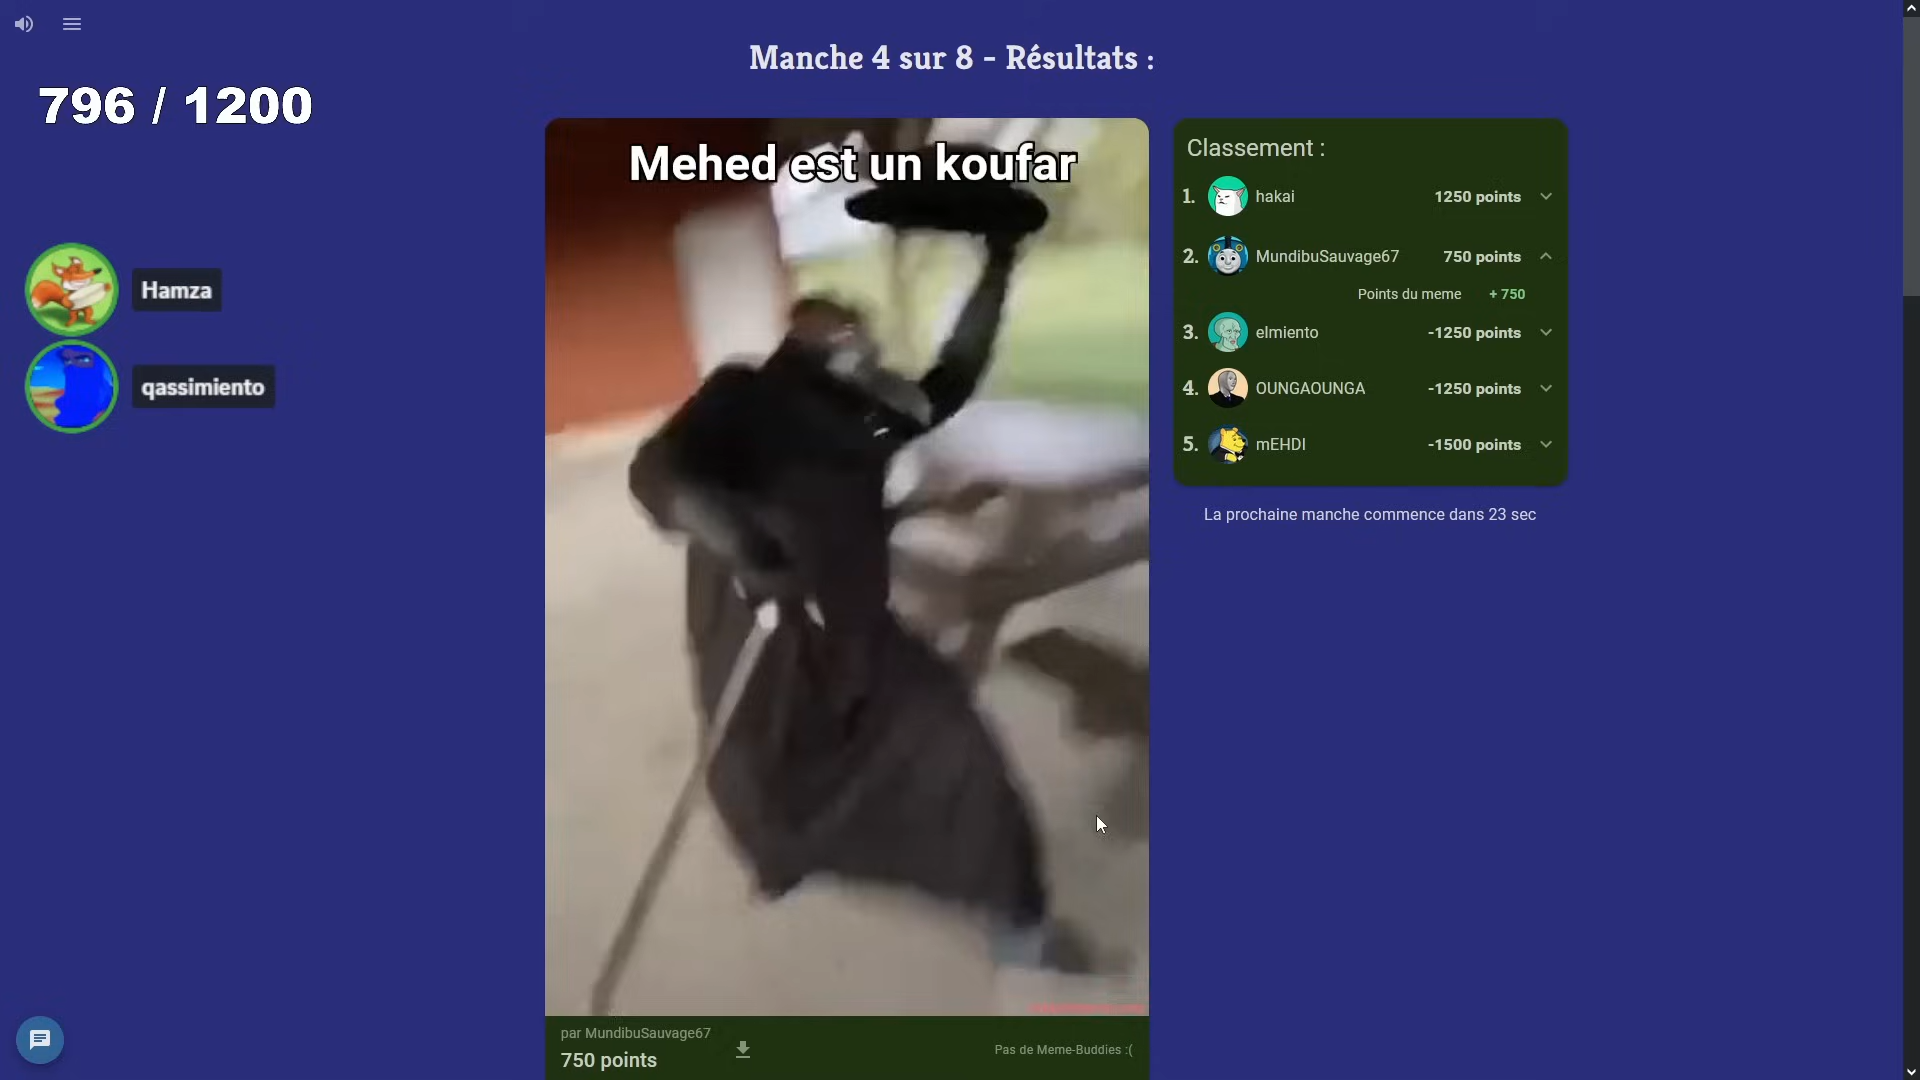 Manche 4 sur 8 - Résultats :
796 / 1200
Mehed est un koufar
Hamza
qassimiento
Classement :
1. hakai 1250 points
2. MundibuSauvage67 750 points
Points du meme + 750
3. elmiento -1250 points
4. OUNGAOUNGA -1250 points
5. mEHDI -1500 points
La prochaine manche commence dans 23 sec
par MundibuSauvage67
750 points
Pas de Meme-Buddies :(